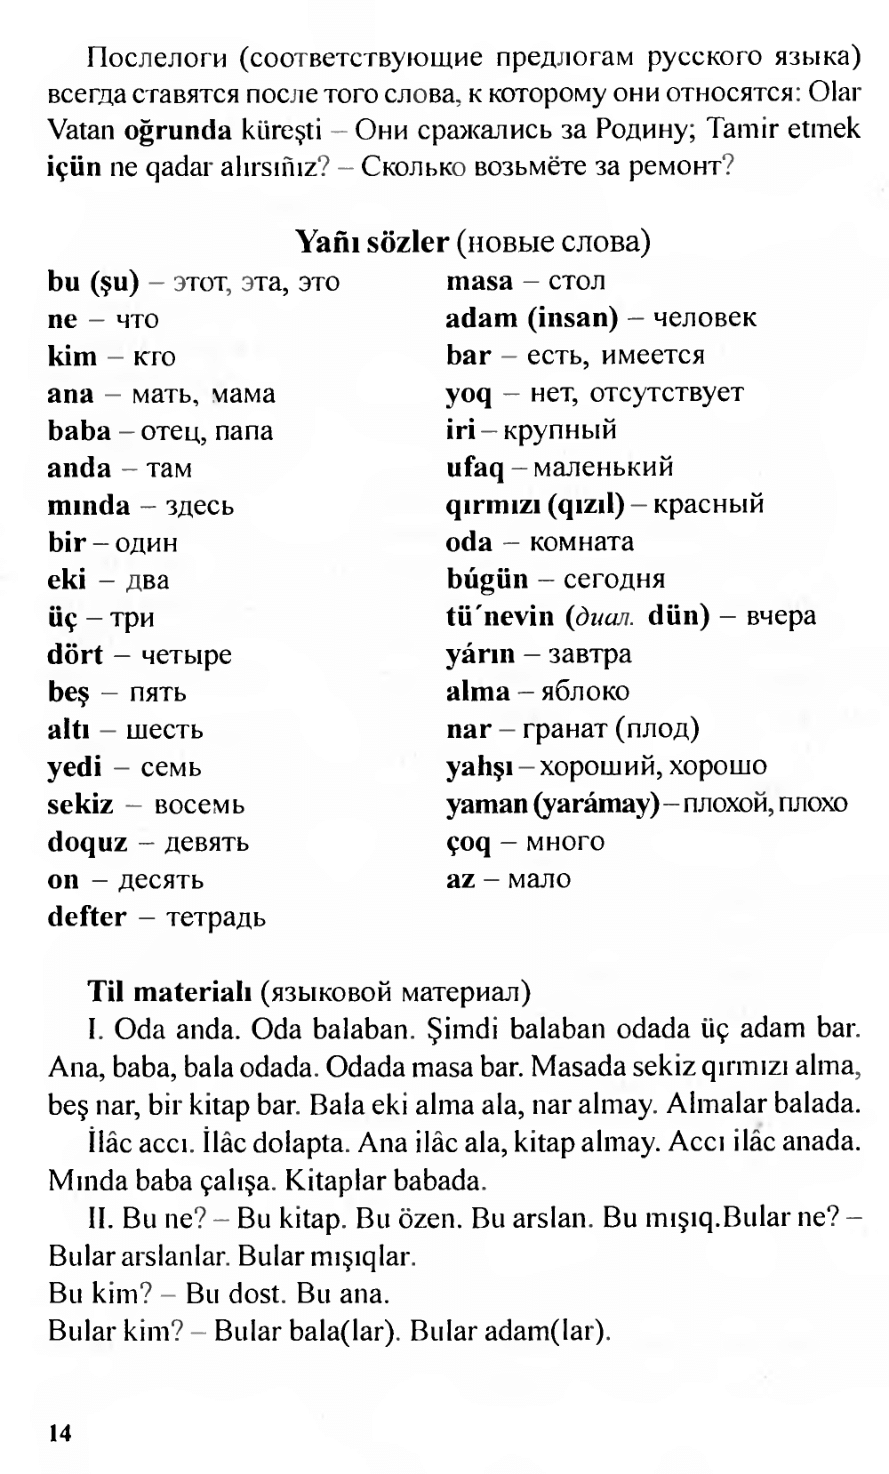 Послелоги (соответствующие предлогам русского языка)
всегда ставятся после того слова, к которому они относятся: Olar
Vatan oğrunda küreşti – Они сражались за Родину; Tamir etmek
içün ne qadar alırsıñız? – Сколько возьмёте за ремонт?
Yañı sözler (новые слова)
bu (şu) – этот, эта, это
ne – что
kim – кто
ana – мать, мама
baba – отец, папа
anda – там
mında – здесь
bir – один
eki – два
üç – три
dört – четыре
beş – пять
altı – шесть
yedi – семь
sekiz – восемь
doquz – девять
on – десять
defter – тетрадь
masa – стол
adam (insan) – человек
bar – есть, имеется
yoq – нет, отсутствует
iri – крупный
ufaq – маленький
qırmızı (qızıl) – красный
oda – комната
búgün – сегодня
tü´nevin (диал. dün) – вчера
yárın – завтра
alma – яблоко
nar – гранат (плод)
yahşı – хороший, хорошо
yaman (yarámay) – плохой, плохо
çoq – много
az – мало
Til materialı (языковой материал)
I. Oda anda. Oda balaban. Şimdi balaban odada üç adam bar.
Ana, baba, bala odada. Odada masa bar. Masada sekiz qırmızı alma,
beş nar, bir kitap bar. Bala eki alma ala, nar almay. Almalar balada.
İlâc accı. İlâc dolapta. Ana ilâc ala, kitap almay. Accı ilâc anada.
Mında baba çalışa. Kitaplar babada.
II. Bu ne? – Bu kitap. Bu özen. Bu arslan. Bu mışıq.Bular ne? –
Bular arslanlar. Bular mışıqlar.
Bu kim? – Bu dost. Bu ana.
Bular kim? – Bular bala(lar). Bular adam(lar).
14